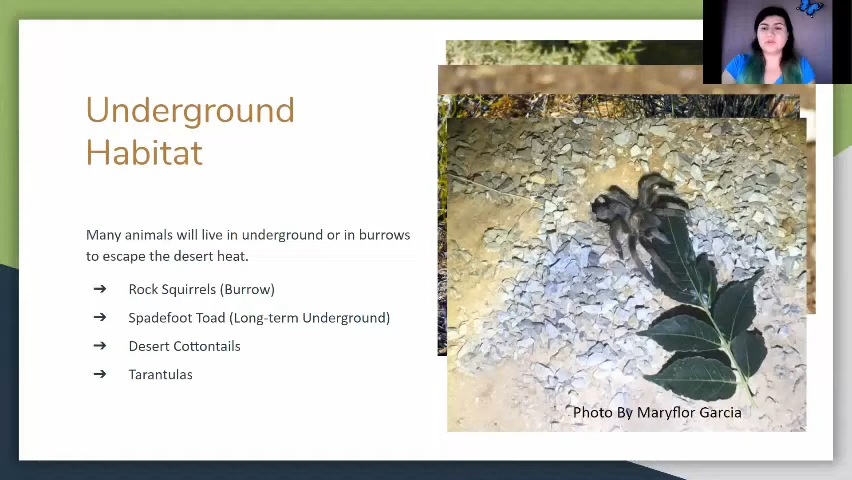 Underground
Habitat
Many animals will live in underground or in burrows
to escape the desert heat.
➔ Rock Squirrels (Burrow)
➔ Spadefoot Toad (Long-term Underground)
➔ Desert Cottontails
➔ Tarantulas
Photo By Maryflor Garcia